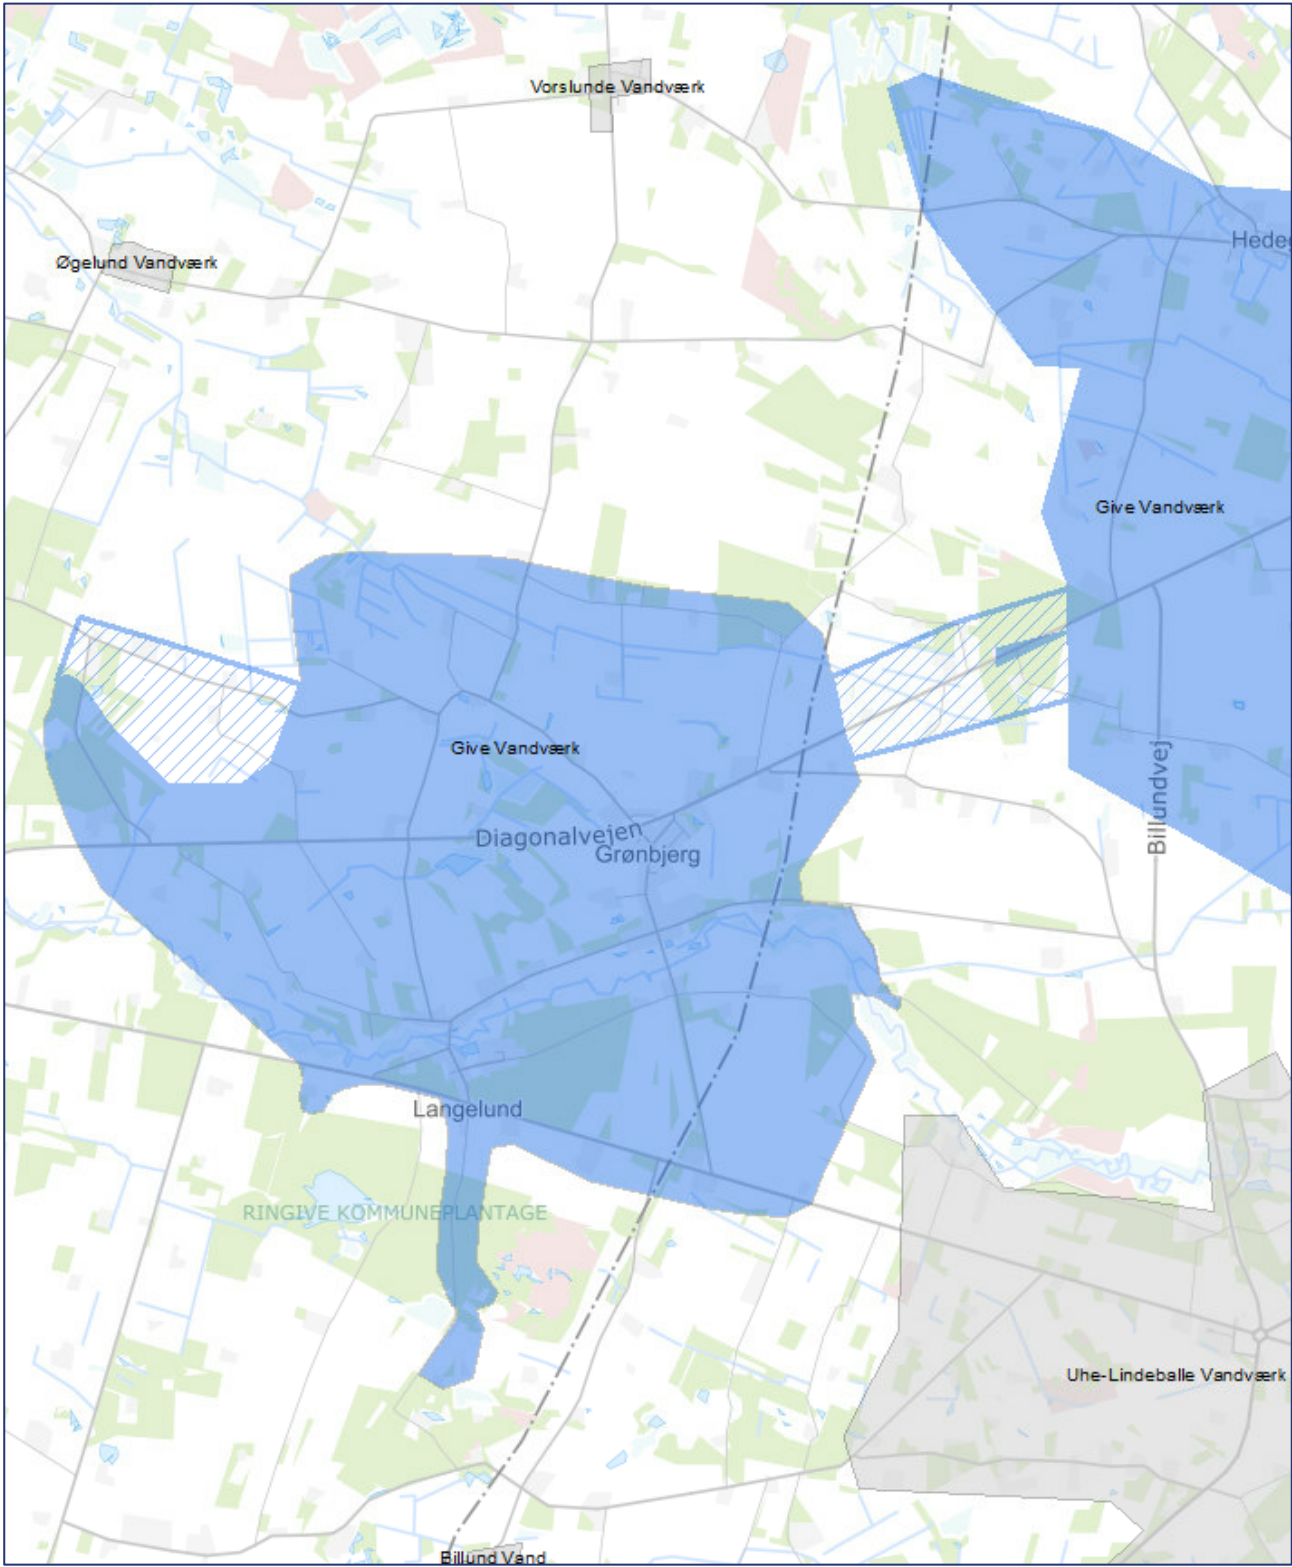 Vorslunde Vandværk
Hedeg
Øgelund Vandværk
Give Vandværk
Give Vandværk
Billundvej
Diagonalvejen
Grønbjerg
Langelund
RINGIVE KOMMUNEPLANTAGE
Uhe-Lindeballe Vandværk
Billund Vand